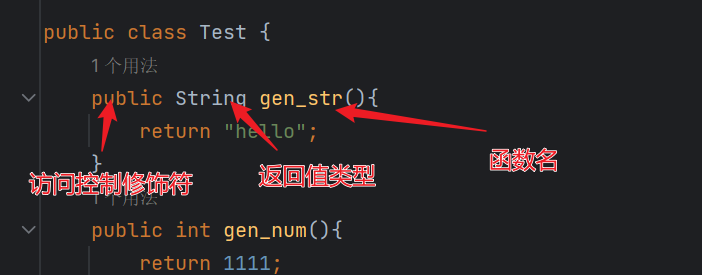 public class Test {
1 个用法
public String gen_str(){
return "hello";
函数名
}
访问控制修饰符
返回值类型
1 个用法
public int gen_num(){
return 1111;